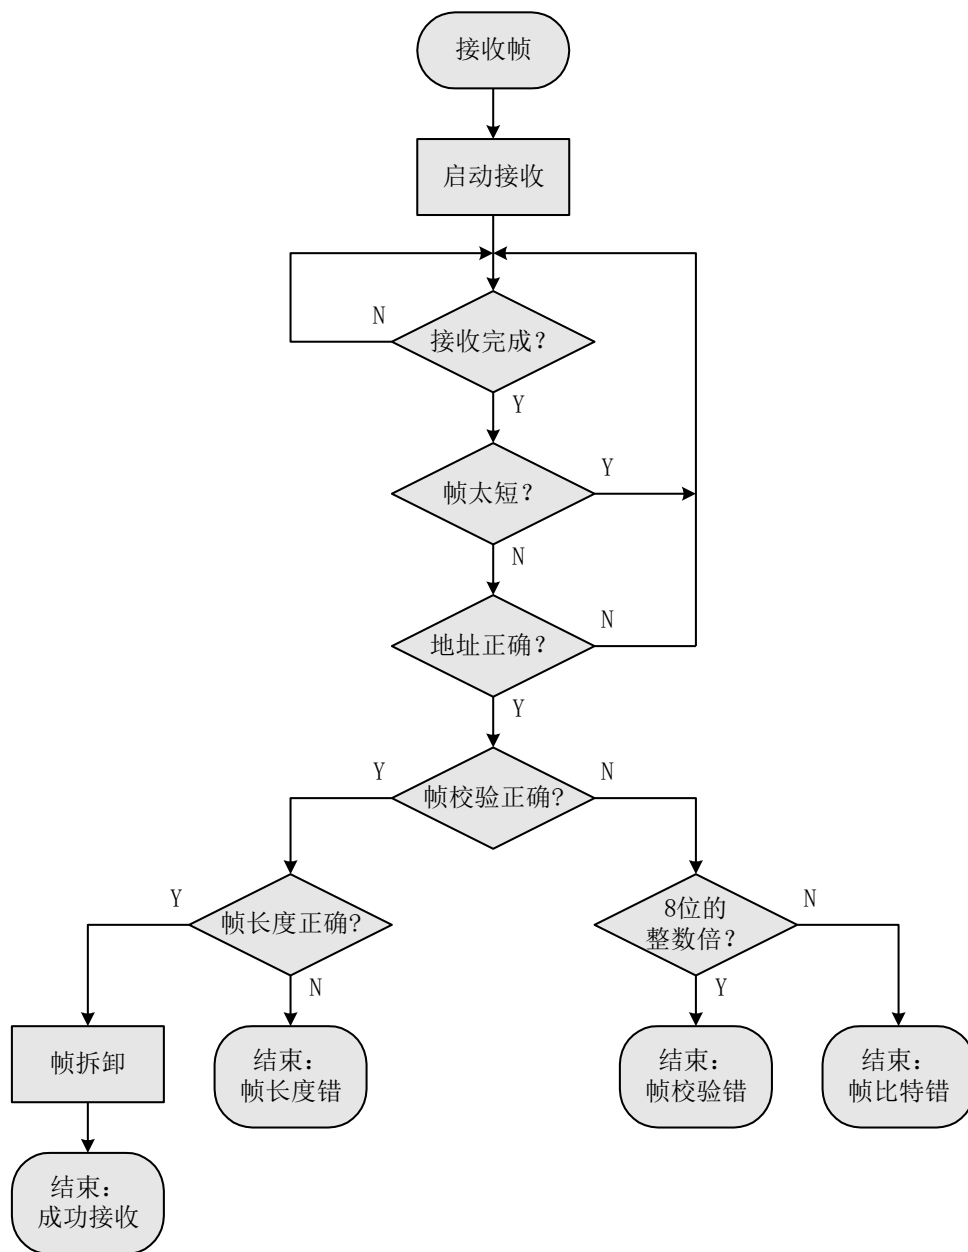 接收帧
启动接收
N
接收完成？
Y
帧太短？
Y
N
地址正确？
N
Y
Y
帧校验正确?
N
Y
帧长度正确?
N
8位的
整数倍？
N
Y
帧拆卸
结束：
帧长度错
结束：
帧校验错
结束：
帧比特错
结束：
成功接收